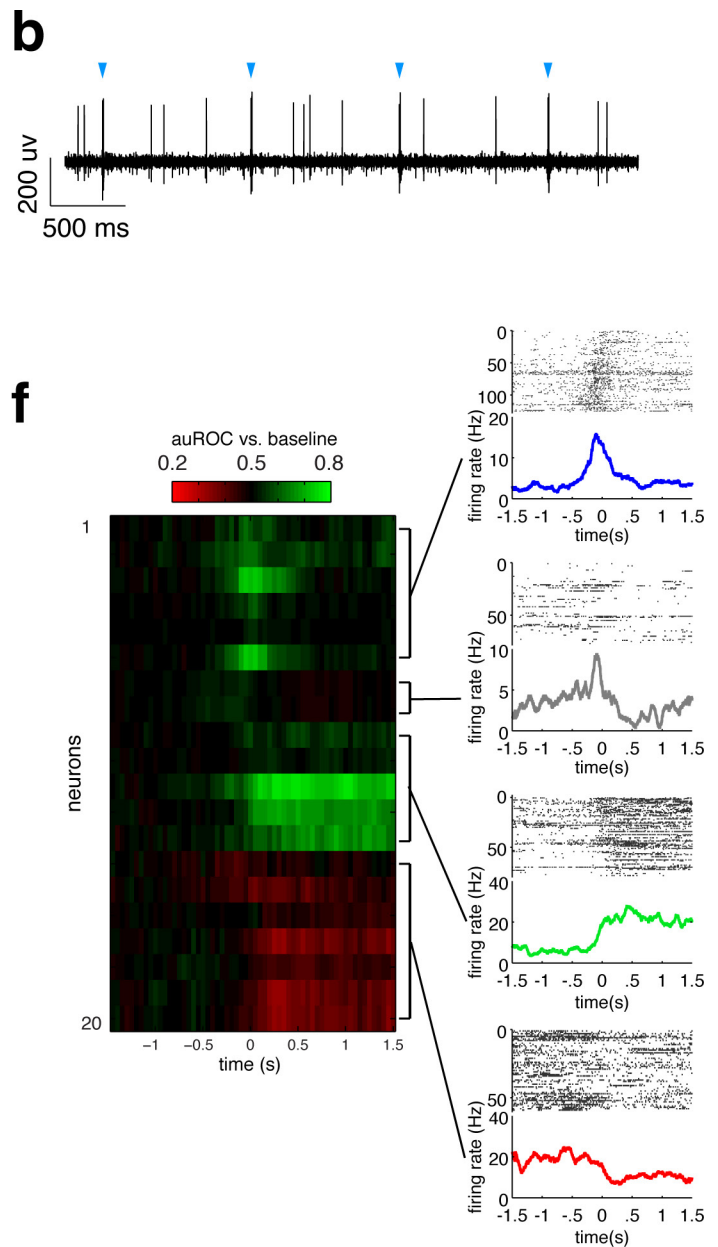 b
200 uv
500 ms
f
auROC vs. baseline
0.2 0.5 0.8
1
neurons
20
−1 −0.5 0 0.5 1 1.5
time (s)
0
50
100
20
10
0
firing rate (Hz)
-1.5 -1 -.5 0 .5 1 1.5
time(s)
0
50
10
5
0
firing rate (Hz)
-1.5 -1 -.5 0 .5 1 1.5
time(s)
0
50
40
20
0
firing rate (Hz)
-1.5 -1 -.5 0 .5 1 1.5
time(s)
0
50
40
20
0
firing rate (Hz)
-1.5 -1 -.5 0 .5 1 1.5
time(s)